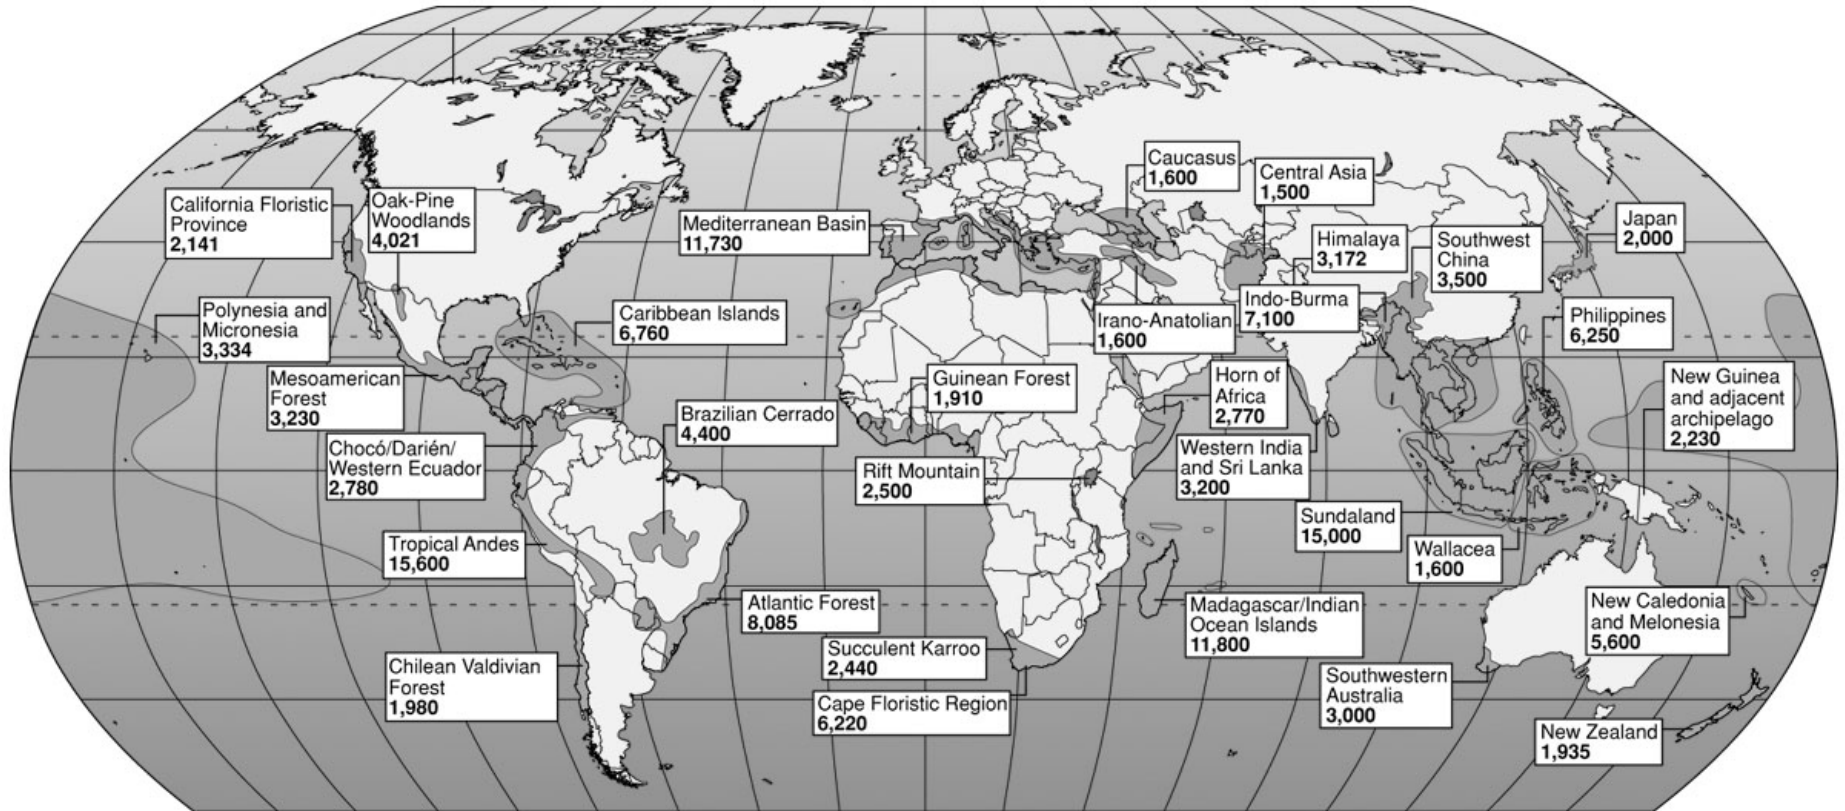 Caucasus
1,600
Central Asia
1,500
California Floristic
Province
2,141
Oak-Pine
Woodlands
4,021
Mediterranean Basin
11,730
Himalaya
3,172
Southwest
China
3,500
Japan
2,000
Polynesia and
Micronesia
3,334
Caribbean Islands
6,760
Irano-Anatolian
1,600
Indo-Burma
7,100
Philippines
6,250
Mesoamerican
Forest
3,230
Guinean Forest
1,910
Horn of
Africa
2,770
New Guinea
and adjacent
archipelago
2,230
Brazilian Cerrado
4,400
Chocó/Darién/
Western Ecuador
2,780
Rift Mountain
2,500
Western India
and Sri Lanka
3,200
Sundaland
15,000
Tropical Andes
15,600
Wallacea
1,600
Atlantic Forest
8,085
Madagascar/Indian
Ocean Islands
11,800
New Caledonia
and Melonesia
5,600
Succulent Karroo
2,440
Chilean Valdivian
Forest
1,980
Southwestern
Australia
3,000
Cape Floristic Region
6,220
New Zealand
1,935